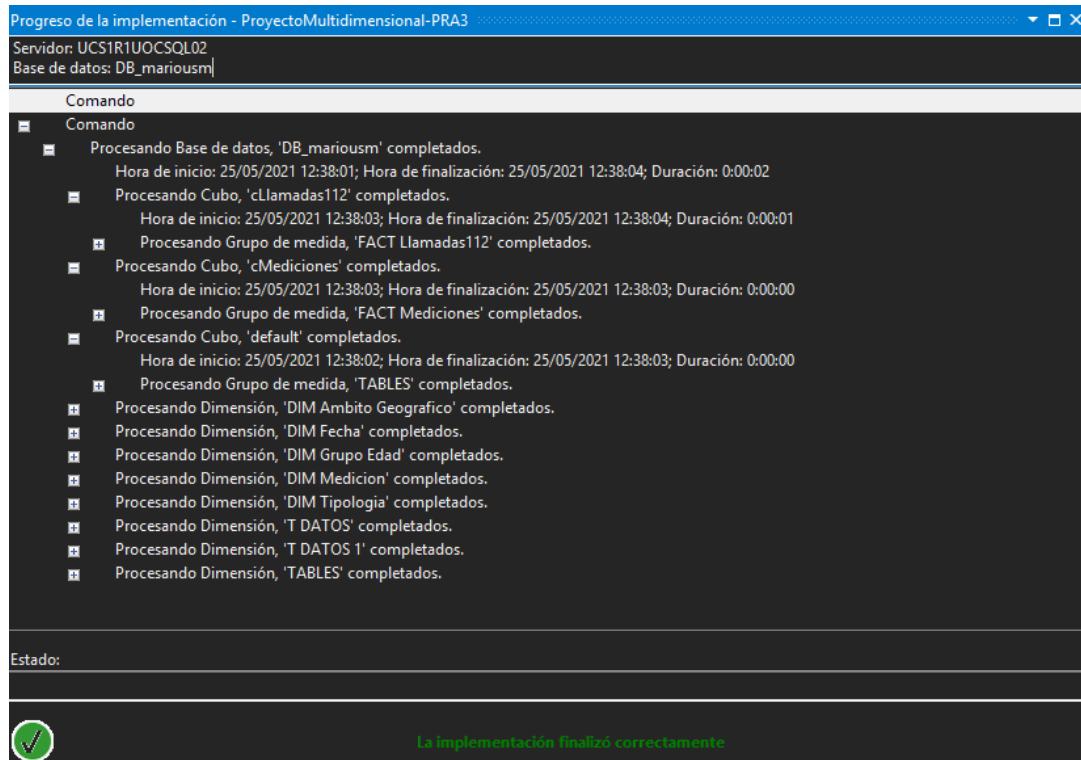 Progreso de la implementación - ProyectoMultidimensional-PRA3
Servidor: UCS1R1UOCSQL02
Base de datos: DB_mariousm
Comando
Comando
Procesando Base de datos, 'DB_mariousm' completados.
Hora de inicio: 25/05/2021 12:38:01; Hora de finalización: 25/05/2021 12:38:04; Duración: 0:00:02
Procesando Cubo, 'cLlamadas112' completados.
Hora de inicio: 25/05/2021 12:38:03; Hora de finalización: 25/05/2021 12:38:04; Duración: 0:00:01
Procesando Grupo de medida, 'FACT Llamadas112' completados.
Procesando Cubo, 'cMediciones' completados.
Hora de inicio: 25/05/2021 12:38:03; Hora de finalización: 25/05/2021 12:38:03; Duración: 0:00:00
Procesando Grupo de medida, 'FACT Mediciones' completados.
Procesando Cubo, 'default' completados.
Hora de inicio: 25/05/2021 12:38:02; Hora de finalización: 25/05/2021 12:38:03; Duración: 0:00:00
Procesando Grupo de medida, 'TABLES' completados.
Procesando Dimensión, 'DIM Ambito Geografico' completados.
Procesando Dimensión, 'DIM Fecha' completados.
Procesando Dimensión, 'DIM Grupo Edad' completados.
Procesando Dimensión, 'DIM Medicion' completados.
Procesando Dimensión, 'DIM Tipologia' completados.
Procesando Dimensión, 'T DATOS' completados.
Procesando Dimensión, 'T DATOS 1' completados.
Procesando Dimensión, 'TABLES' completados.
Estado:
La implementación finalizó correctamente